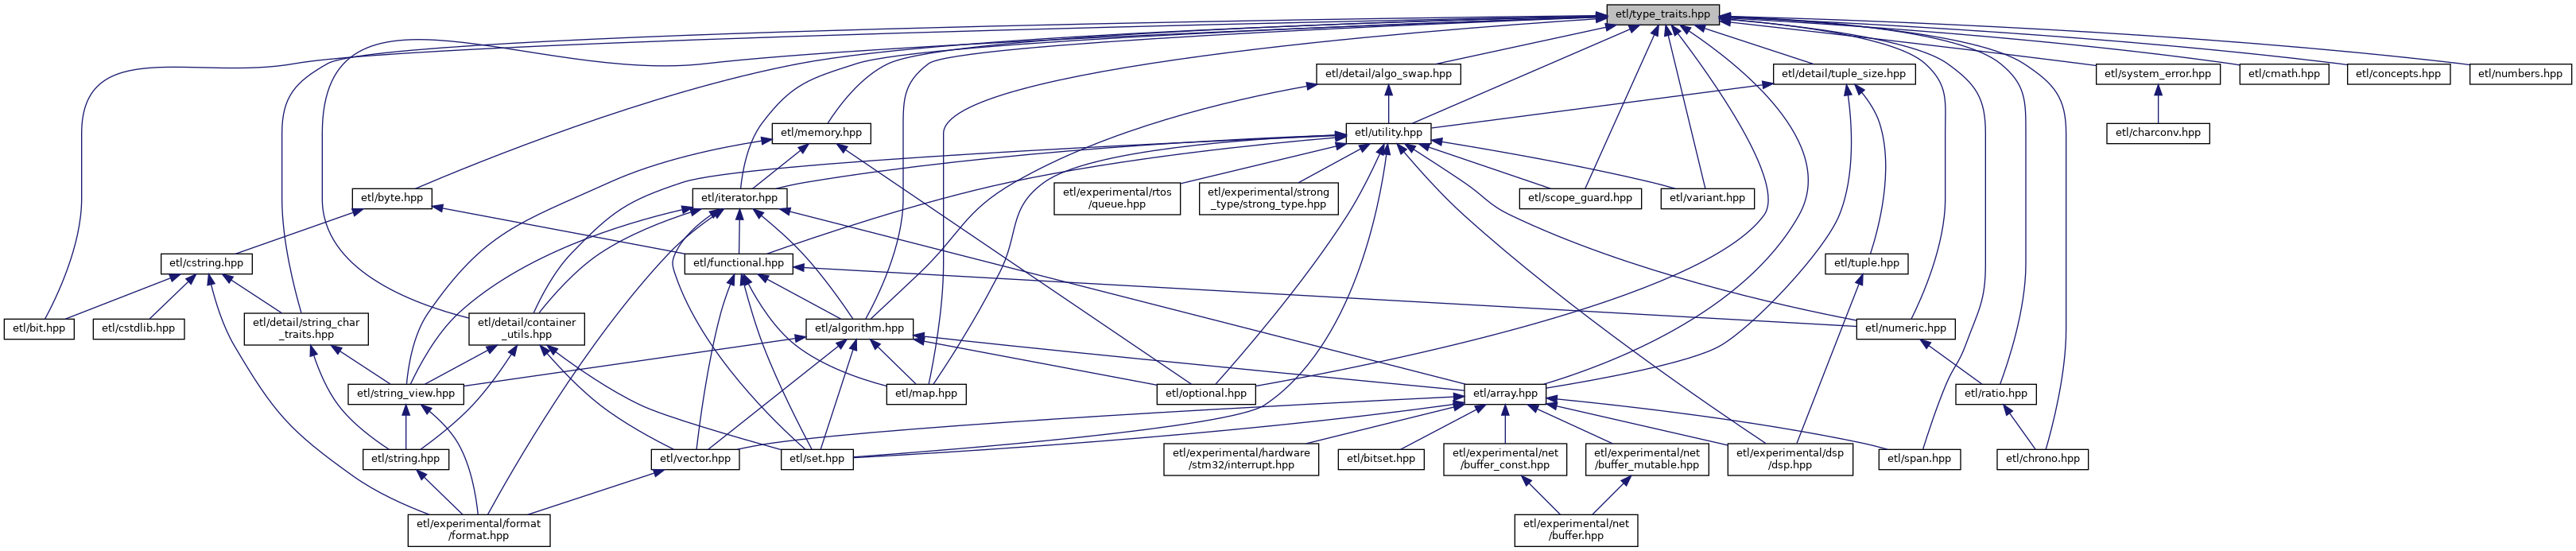 etl/type_traits.hpp
etl/detail/algo_swap.hpp
etl/detail/tuple_size.hpp
etl/system_error.hpp
etl/cmath.hpp
etl/concepts.hpp
etl/numbers.hpp
etl/memory.hpp
etl/utility.hpp
etl/charconv.hpp
etl/byte.hpp
etl/iterator.hpp
etl/experimental/rtos
/queue.hpp
etl/experimental/strong
_type/strong_type.hpp
etl/scope_guard.hpp
etl/variant.hpp
etl/cstring.hpp
etl/functional.hpp
etl/tuple.hpp
etl/bit.hpp
etl/cstdlib.hpp
etl/detail/string_char
_traits.hpp
etl/detail/container
_utils.hpp
etl/algorithm.hpp
etl/numeric.hpp
etl/string_view.hpp
etl/map.hpp
etl/optional.hpp
etl/array.hpp
etl/ratio.hpp
etl/string.hpp
etl/vector.hpp
etl/set.hpp
etl/experimental/hardware
/stm32/interrupt.hpp
etl/bitset.hpp
etl/experimental/net
/buffer_const.hpp
etl/experimental/net
/buffer_mutable.hpp
etl/experimental/dsp
/dsp.hpp
etl/span.hpp
etl/chrono.hpp
etl/experimental/format
/format.hpp
etl/experimental/net
/buffer.hpp